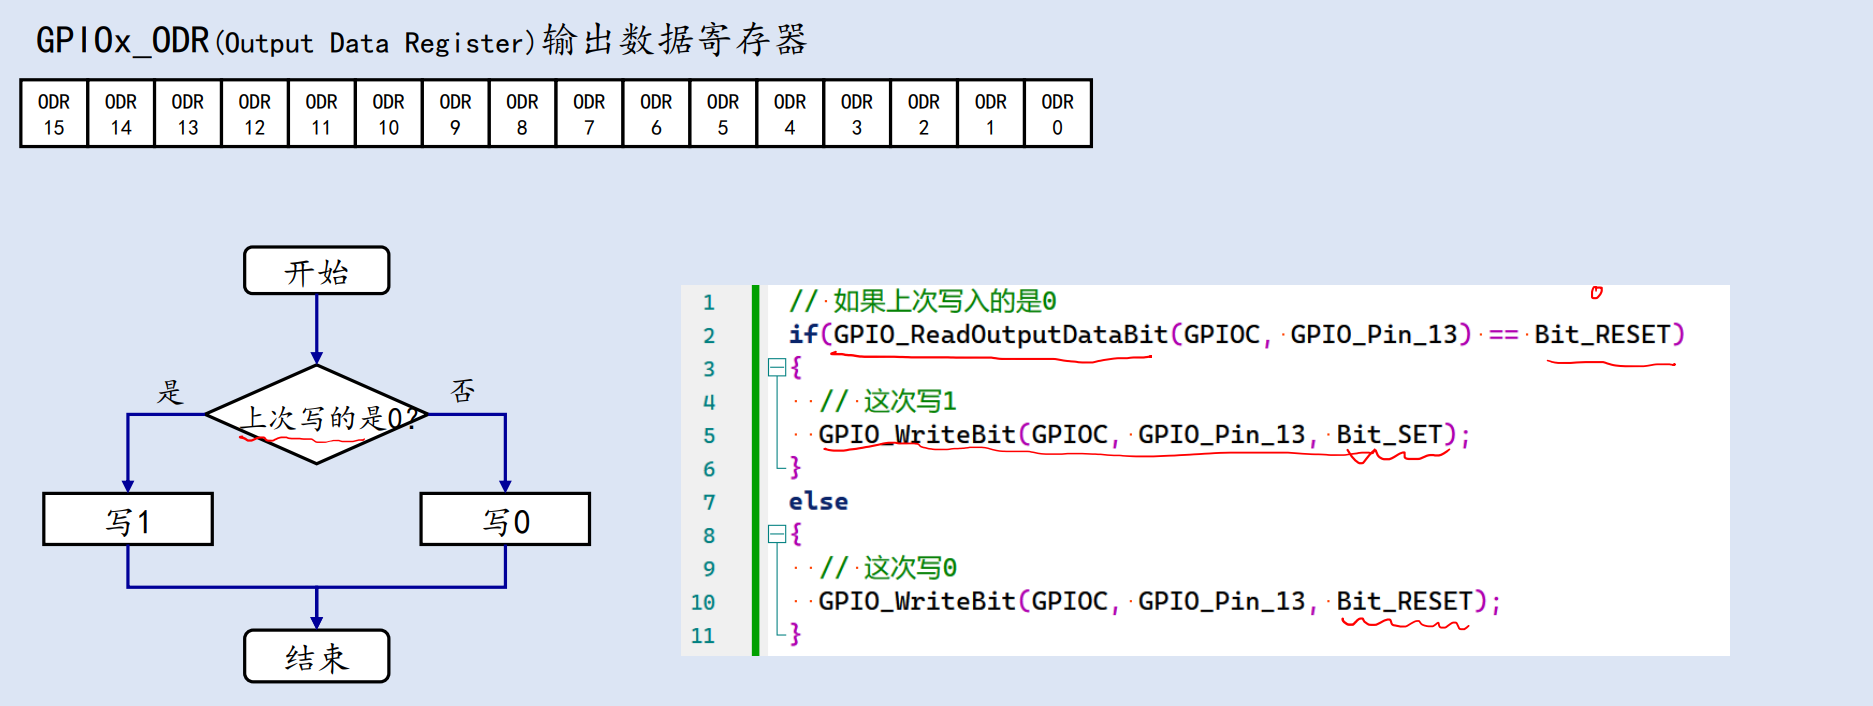 GPIOx_ODR(Output Data Register)输出数据寄存器
ODR 15 ODR 14 ODR 13 ODR 12 ODR 11 ODR 10 ODR 9 ODR 8 ODR 7 ODR 6 ODR 5 ODR 4 ODR 3 ODR 2 ODR 1 ODR 0
开始
是
否
上次写的是0?
写1
写0
结束
0
1 // 如果上次写入的是0
2 if(GPIO_ReadOutputDataBit(GPIOC, GPIO_Pin_13) == Bit_RESET)
3 {
4 // 这次写1
5 GPIO_WriteBit(GPIOC, GPIO_Pin_13, Bit_SET);
6 }
7 else
8 {
9 // 这次写0
10 GPIO_WriteBit(GPIOC, GPIO_Pin_13, Bit_RESET);
11 }